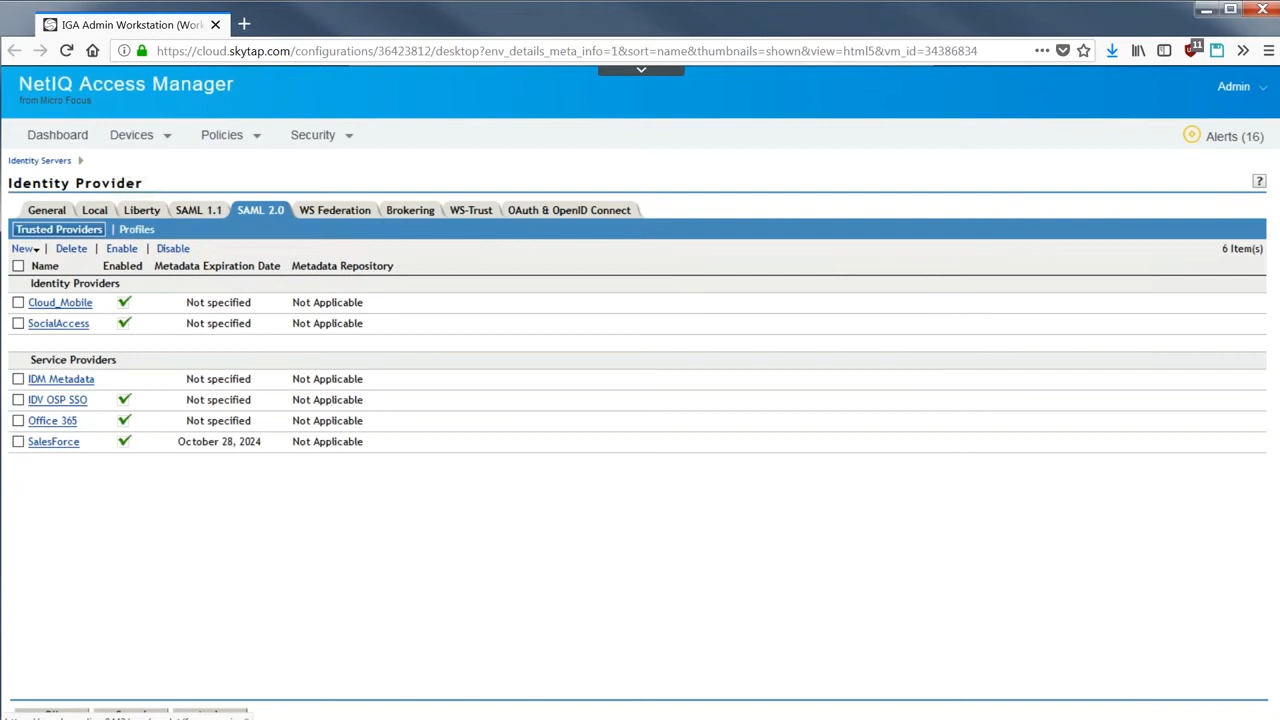 IGA Admin Workstation (Work
https://cloud.skytap.com/configurations/36423812/desktop?env_details_meta_info=1&sort=name&thumbnails=shown&view=html5&vm_id=34386834
11
NetIQ Access Manager
from Micro Focus
Admin
Dashboard Devices Policies Security
Alerts (16)
Identity Servers
Identity Provider
?
General Local Liberty SAML 1.1 SAML 2.0 WS Federation Brokering WS-Trust OAuth & OpenID Connect
Trusted Providers | Profiles
New | Delete | Enable | Disable
6 Item(s)
Name Enabled Metadata Expiration Date Metadata Repository
Identity Providers
Cloud_Mobile Not specified Not Applicable
SocialAccess Not specified Not Applicable
Service Providers
IDM Metadata Not specified Not Applicable
IDV OSP SSO Not specified Not Applicable
Office 365 Not specified Not Applicable
SalesForce October 28, 2024 Not Applicable